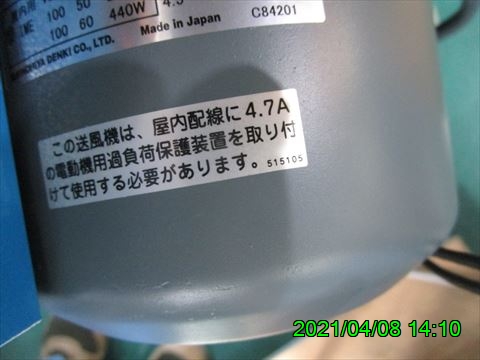 100 50
100 60 440W
DENKI CO., LTD. Made in Japan C84201
この送風機は、屋内配線に4.7A
の電動機用過負荷保護装置を取り付
けて使用する必要があります。 515105
2021/04/08 14:10